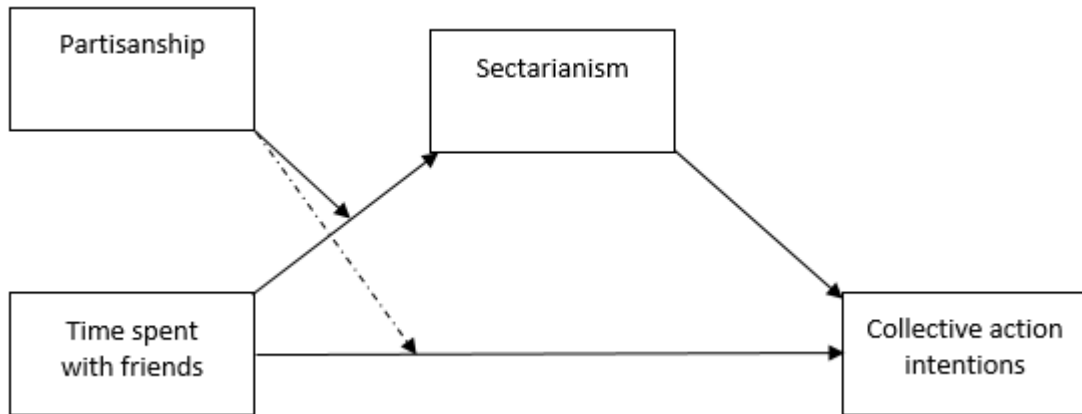 Partisanship
Sectarianism
Time spent
with friends
Collective action
intentions